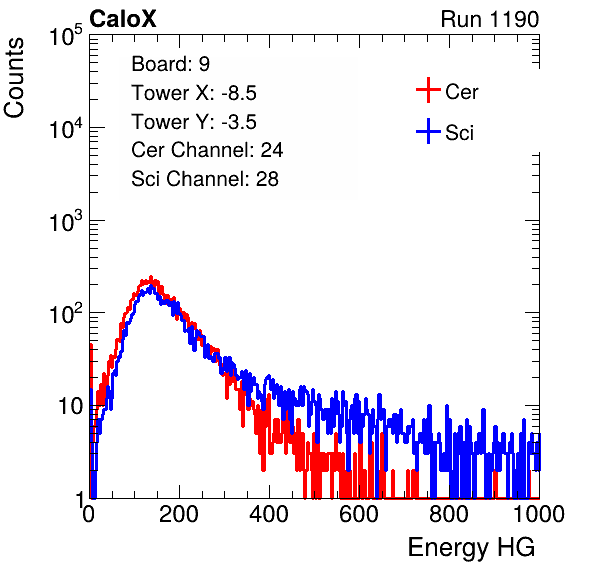 CaloX Run 1190
Counts
10^5
10^4
10^3
10^2
10
1
Board: 9
Tower X: -8.5
Tower Y: -3.5
Cer Channel: 24
Sci Channel: 28
Cer
Sci
0 200 400 600 800 1000
Energy HG